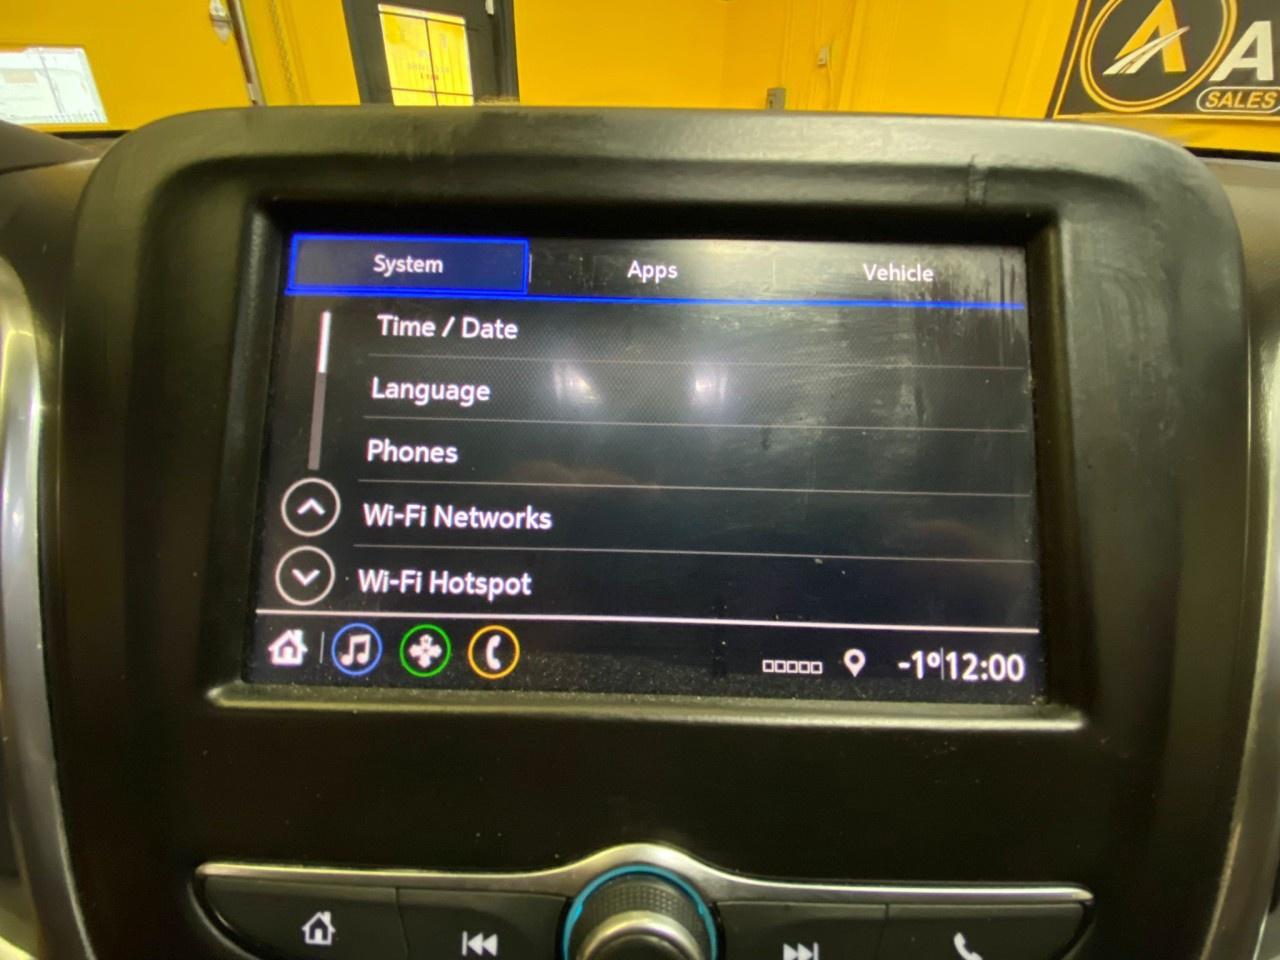 A
SALES
System
Apps
Vehicle
Time / Date
Language
Phones
Wi-Fi Networks
Wi-Fi Hotspot
-1° 12:00